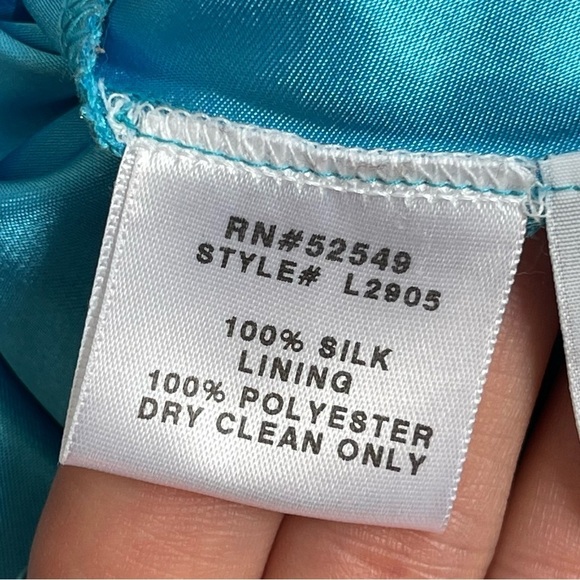 RN#52549
STYLE# L2905
100% SILK
LINING
100% POLYESTER
DRY CLEAN ONLY